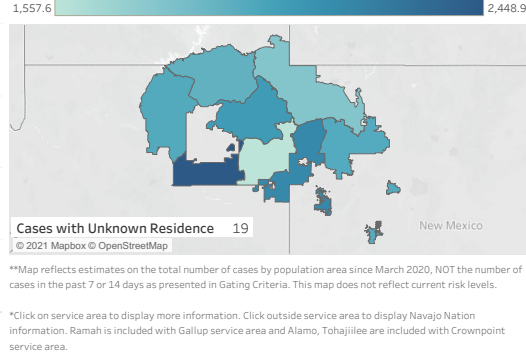 1,557.6 2,448.9
New Mexico
Cases with Unknown Residence 19
© 2021 Mapbox © OpenStreetMap
**Map reflects estimates on the total number of cases by population area since March 2020, NOT the number of
cases in the past 7 or 14 days as presented in Gating Criteria. This map does not reflect current risk levels.
*Click on service area to display more information. Click outside service area to display Navajo Nation
information. Ramah is included with Gallup service area and Alamo, Tohajiilee are included with Crownpoint
service area.